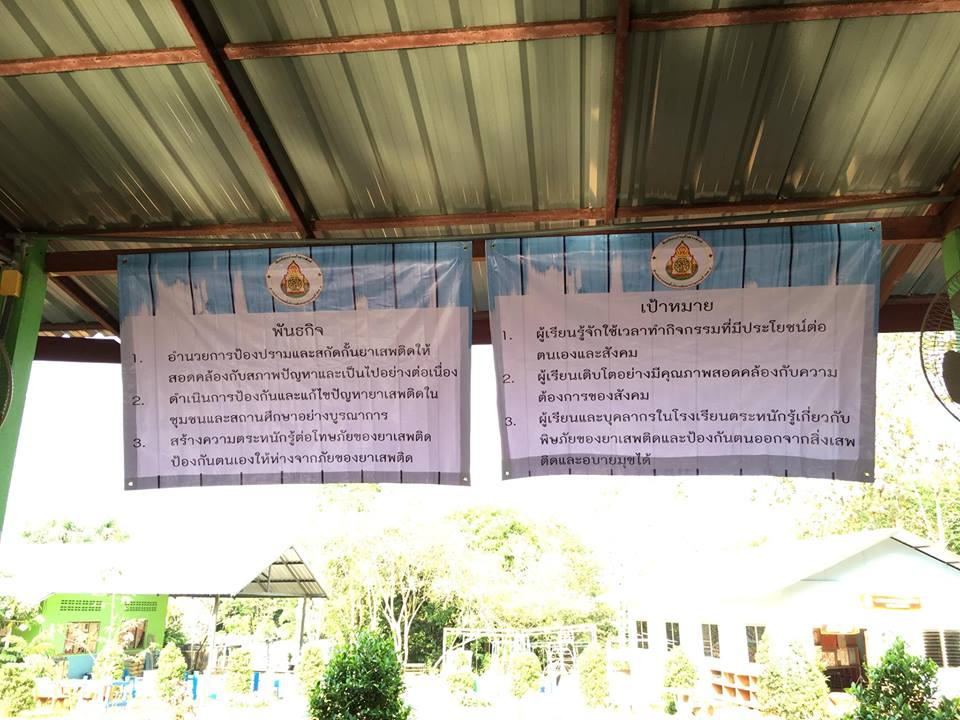 พันธกิจ
1. อำนวยการป้องปรามและสกัดกั้นยาเสพติดให้
สอดคล้องกับสภาพปัญหาและเป็นไปอย่างต่อเนื่อง
2. ดำเนินการป้องกันและแก้ไขปัญหายาเสพติดใน
ชุมชนและสถานศึกษาอย่างบูรณาการ
3. สร้างความตระหนักรู้ต่อโทษภัยของยาเสพติด
ป้องกันตนเองให้ห่างจากภัยของยาเสพติด
เป้าหมาย
1. ผู้เรียนรู้จักใช้เวลาทำกิจกรรมที่มีประโยชน์ต่อ
ตนเองและสังคม
2. ผู้เรียนเติบโตอย่างมีคุณภาพสอดคล้องกับความ
ต้องการของสังคม
3. ผู้เรียนและบุคลากรในโรงเรียนตระหนักรู้เกี่ยวกับ
พิษภัยของยาเสพติดและป้องกันตนออกจากสิ่งเสพ
ติดและอบายมุขได้